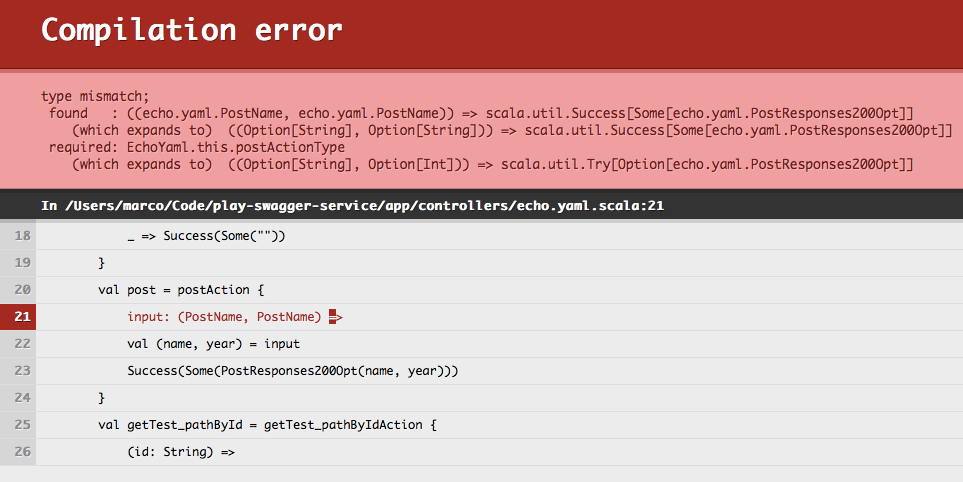 Compilation error
type mismatch;
found : ((echo.yaml.PostName, echo.yaml.PostName)) => scala.util.Success[Some[echo.yaml.PostResponses200Opt]]
(which expands to) ((Option[String], Option[String])) => scala.util.Success[Some[echo.yaml.PostResponses200Opt]]
required: EchoYaml.this.postActionType
(which expands to) ((Option[String], Option[Int])) => scala.util.Try[Option[echo.yaml.PostResponses200Opt]]
In /Users/marco/Code/play-swagger-service/app/controllers/echo.yaml.scala:21
18 _ => Success(Some(""))
19 }
20 val post = postAction {
21 input: (PostName, PostName) =>
22 val (name, year) = input
23 Success(Some(PostResponses200Opt(name, year)))
24 }
25 val getTest_pathById = getTest_pathByIdAction {
26 (id: String) =>